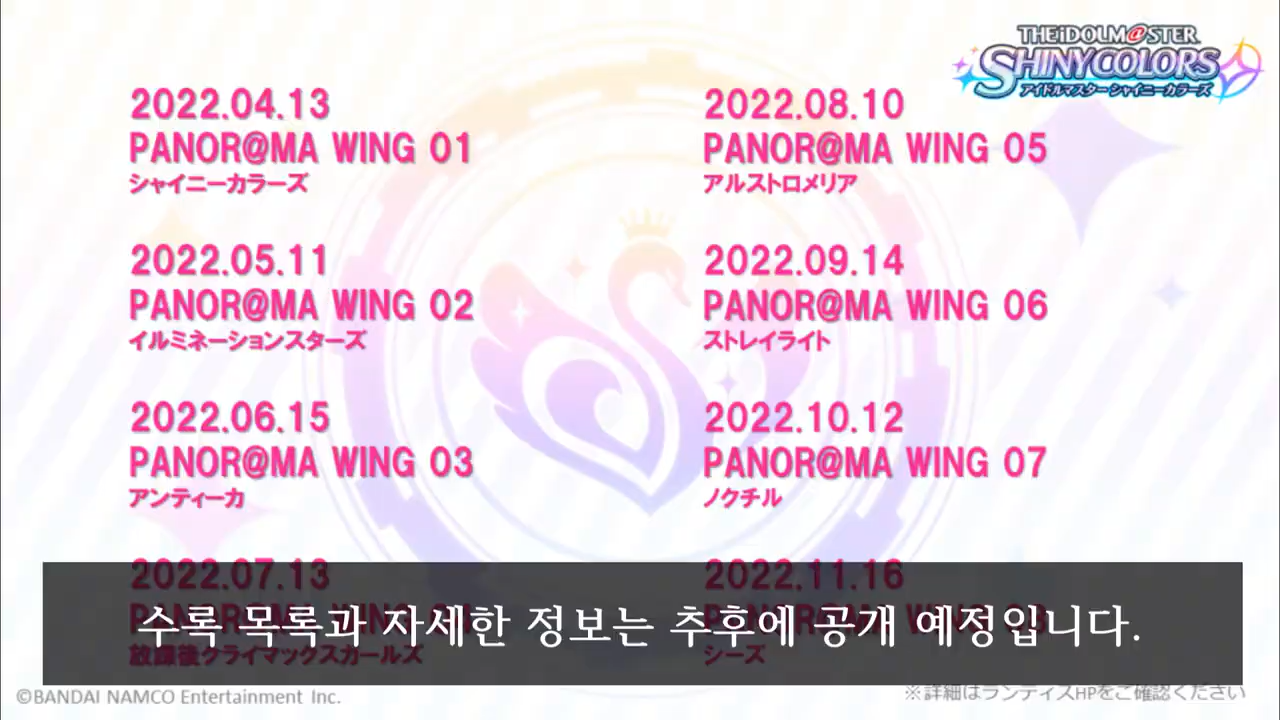 THE iDOLM@STER
SHINYCOLORS
アイドルマスター シャイニーカラーズ
2022.04.13
PANOR@MA WING 01
シャイニーカラーズ
2022.05.11
PANOR@MA WING 02
イルミネーションスターズ
2022.06.15
PANOR@MA WING 03
アンティーカ
2022.07.13
PANOR@MA WING
放課後クライマックスガールズ
2022.08.10
PANOR@MA WING 05
アルストロメリア
2022.09.14
PANOR@MA WING 06
ストレイライト
2022.10.12
PANOR@MA WING 07
ノクチル
2022.11.16
PANOR@MA WING 08
シーズ
수록 목록과 자세한 정보는 추후에 공개 예정입니다.
©BANDAI NAMCO Entertainment Inc.
※詳細はランティスHPをご確認ください